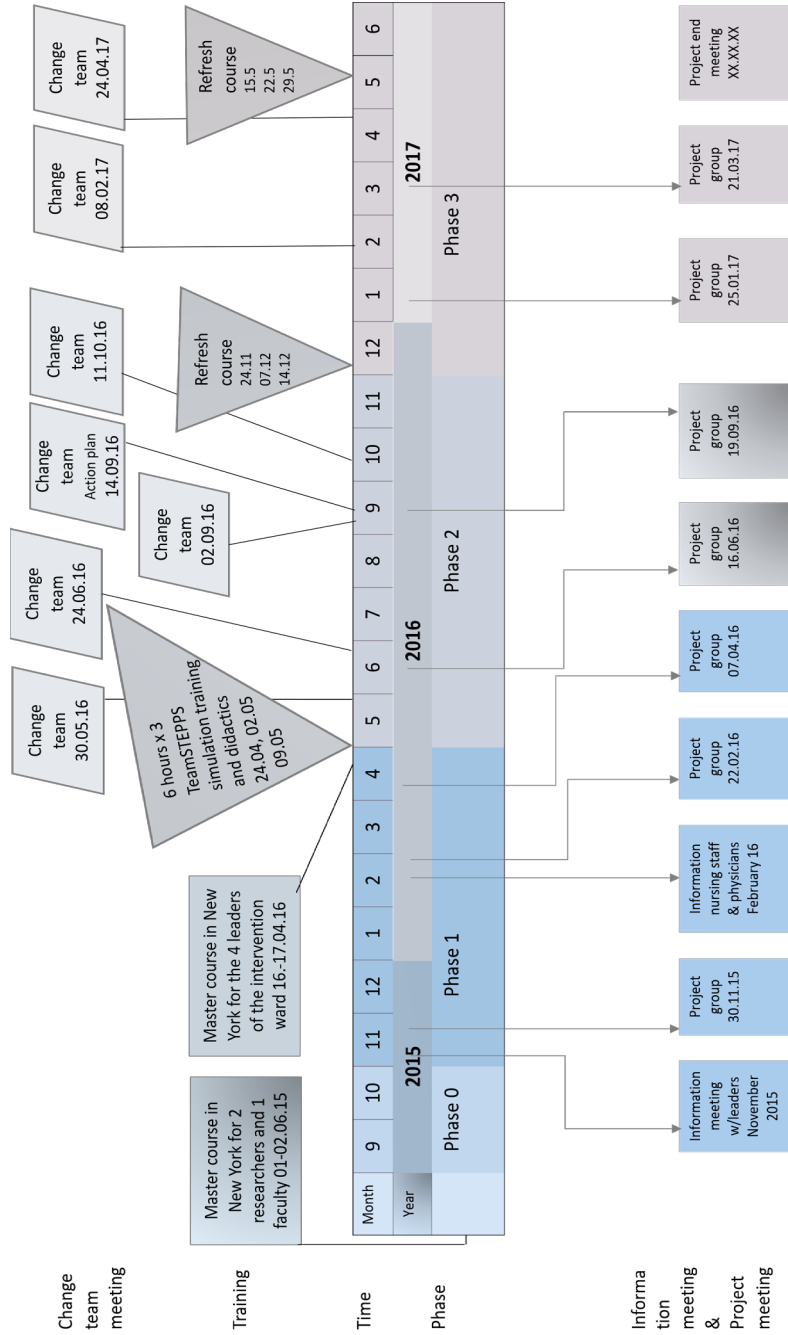 Change
team
meeting
Change
team
30.05.16
Change
team
24.06.16
Change
team
02.09.16
Change
team
Action plan
14.09.16
Change
team
11.10.16
Change
team
08.02.17
Change
team
24.04.17
Training
Master course in
New York for 2
researchers and 1
faculty 01-02.06.15
Master course in New
York for the 4 leaders
of the intervention
ward 16.-17.04.16
6 hours x 3
TeamSTEPPS
simulation training
and didactics
24.04, 02.05
09.05
Refresh
course
24.11
07.12
14.12
Refresh
course
15.5
22.5
29.5
Time
Month 9 10 11 12 1 2 3 4 5 6 7 8 9 10 11 12 1 2 3 4 5 6
Year 2015 2016 2017
Phase
Phase 0 Phase 1 Phase 2 Phase 3
Informa
tion
meeting
&
Project
meeting
Information
meeting
w/leaders
November
2015
Project
group
30.11.15
Information
nursing staff
& physicians
February 16
Project
group
22.02.16
Project
group
07.04.16
Project
group
16.06.16
Project
group
19.09.16
Project
group
25.01.17
Project
group
21.03.17
Project end
meeting
XX.XX.XX